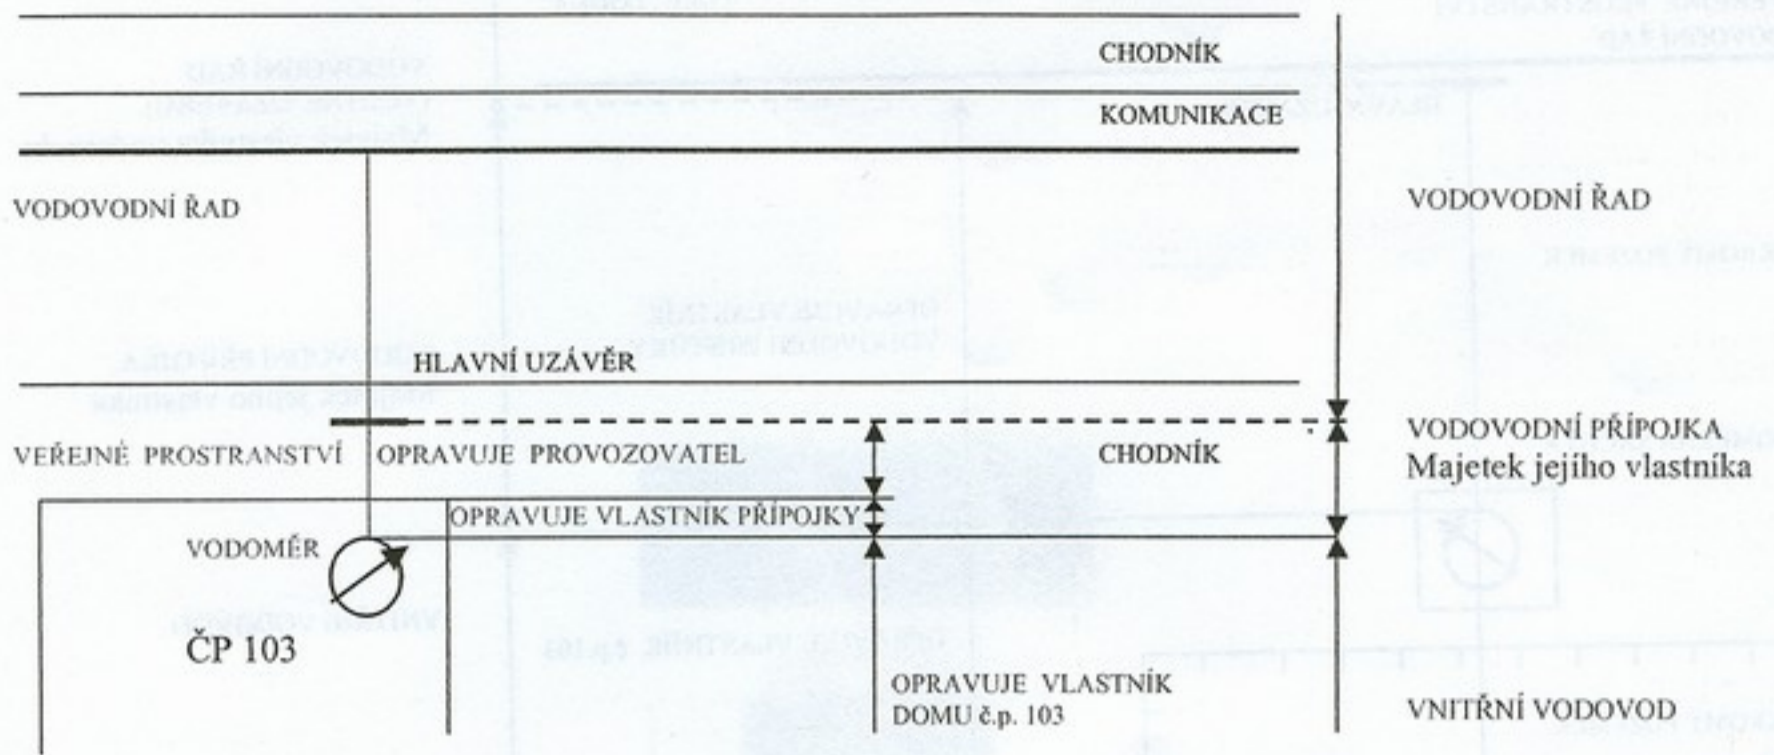 CHODNÍK
KOMUNIKACE
VODOVODNÍ ŘAD
VODOVODNÍ ŘAD
HLAVNÍ UZÁVĚR
VODOVODNÍ PŘÍPOJKA
Majetek jejího vlastníka
VEŘEJNÉ PROSTRANSTVÍ
OPRAVUJE PROVOZOVATEL
CHODNÍK
OPRAVUJE VLASTNÍK PŘÍPOJKY
VODOMĚR
ČP 103
OPRAVUJE VLASTNÍK
DOMU č.p. 103
VNITŘNÍ VODOVOD